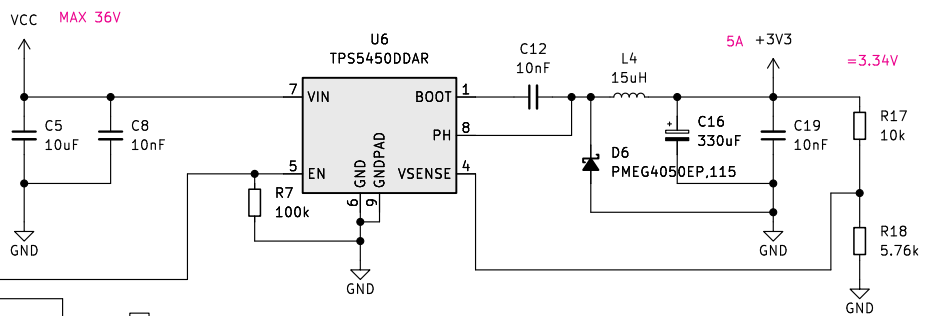 VCC
MAX 36V
C5
10uF
C8
10nF
U6
TPS5450DDAR
7
VIN
BOOT
1
PH
8
5
EN
VSENSE
4
GND
GNDPAD
6
9
R7
100k
GND
GND
C12
10nF
L4
15uH
D6
PMEG4050EP,115
C16
330uF
+
5A
+3V3
=3.34V
C19
10nF
GND
R17
10k
R18
5.76k
GND